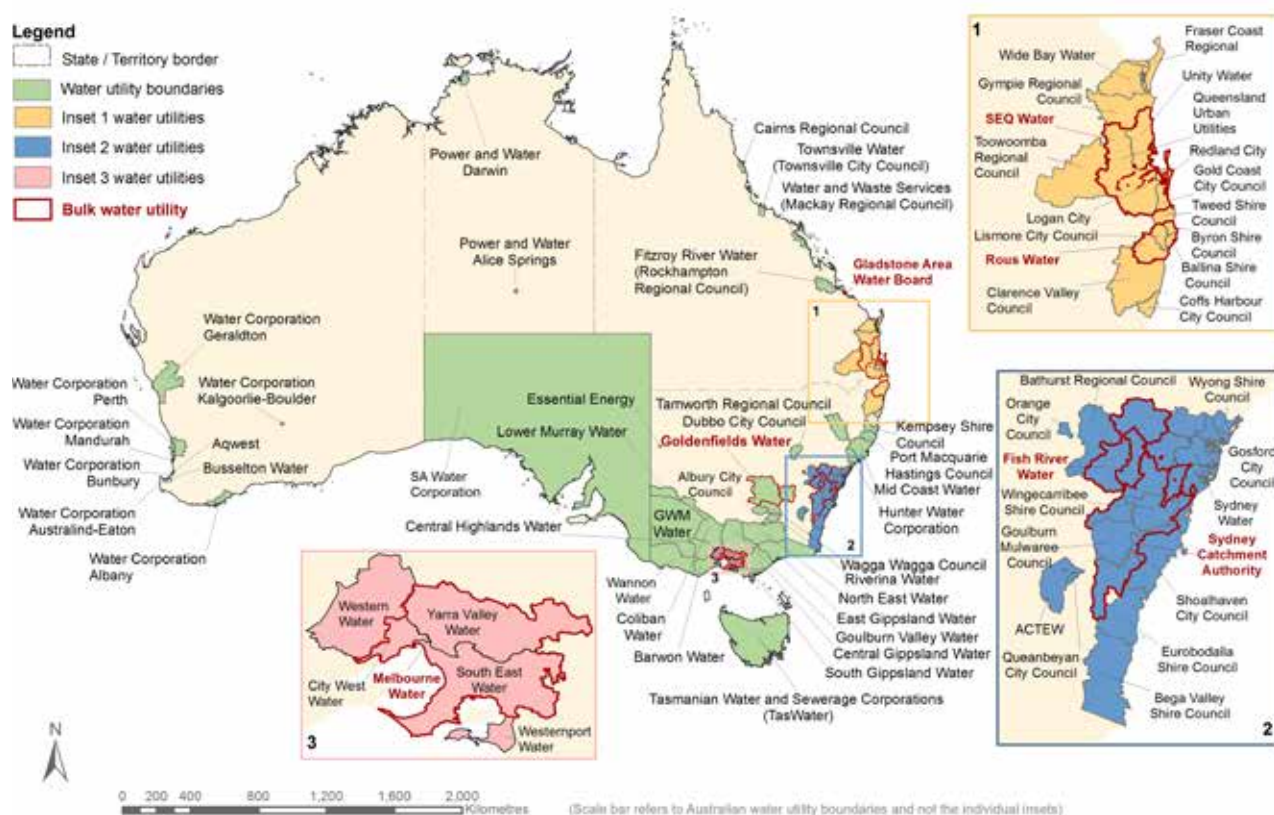 Legend
State / Territory border
Water utility boundaries
Inset 1 water utilities
Inset 2 water utilities
Inset 3 water utilities
Bulk water utility
Power and Water
Darwin
Power and Water
Alice Springs
Cairns Regional Council
Townsville Water
(Townsville City Council)
Water and Waste Services
(Mackay Regional Council)
Fitzroy River Water
(Rockhampton
Regional Council)
Gladstone Area
Water Board
1
Water Corporation
Geraldton
Water Corporation
Perth
Water Corporation
Kalgoorlie-Boulder
Water Corporation
Mandurah
Aqwest
Water Corporation
Bunbury
Busselton Water
Water Corporation
Australind-Eaton
Water Corporation
Albany
Essential Energy
Lower Murray Water
SA Water
Corporation
Central Highlands Water
GWM
Water
Tamworth Regional Council
Dubbo City Council
Goldenfields Water
Albury City
Council
Kempsey Shire
Council
Port Macquarie
Hastings Council
Mid Coast Water
Hunter Water
Corporation
2
3
Wagga Wagga Council
Riverina Water
North East Water
East Gippsland Water
Goulburn Valley Water
Central Gippsland Water
South Gippsland Water
Wannon
Water
Coliban
Water
Barwon Water
Tasmanian Water and Sewerage Corporations
(TasWater)
1
Fraser Coast
Regional
Wide Bay Water
Gympie Regional
Council
Unity Water
SEQ Water
Queensland
Urban
Utilities
Toowoomba
Regional
Council
Redland City
Gold Coast
City Council
Logan City
Tweed Shire
Council
Lismore City Council
Byron Shire
Council
Rous Water
Ballina Shire
Council
Clarence Valley
Council
Coffs Harbour
City Council
Bathurst Regional Council
Wyong Shire
Council
Orange
City
Council
Gosford
City
Council
Fish River
Water
Wingecarribee
Shire Council
Sydney
Water
Goulburn
Mulwaree
Council
Sydney
Catchment
Authority
Shoalhaven
City Council
ACTEW
Queanbeyan
City Council
Eurobodalla
Shire Council
Bega Valley
Shire Council
2
Western
Water
Yarra Valley
Water
City West
Water
Melbourne
Water
South East
Water
Westernport
Water
3
N
0 200 400 800 1,200 1,600 2,000
Kilometres
(Scale bar refers to Australian water utility boundaries and not the individual insets)